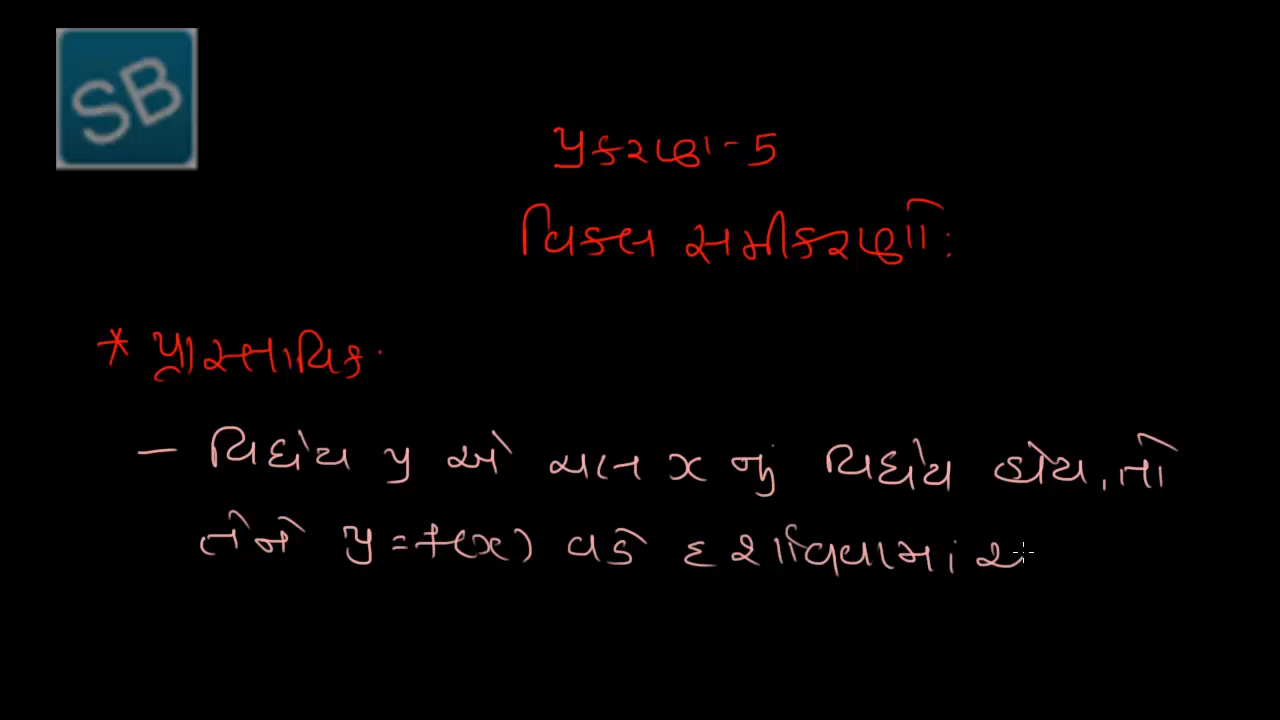 SB
પ્રકરણ-5
વિકલ સમીકરણો :
* પ્રાસ્તાવિક
- વિધેય y એ ચલ x નું વિધેય હોય, તો
તેને y = f(x) વડે દર્શાવવામાં